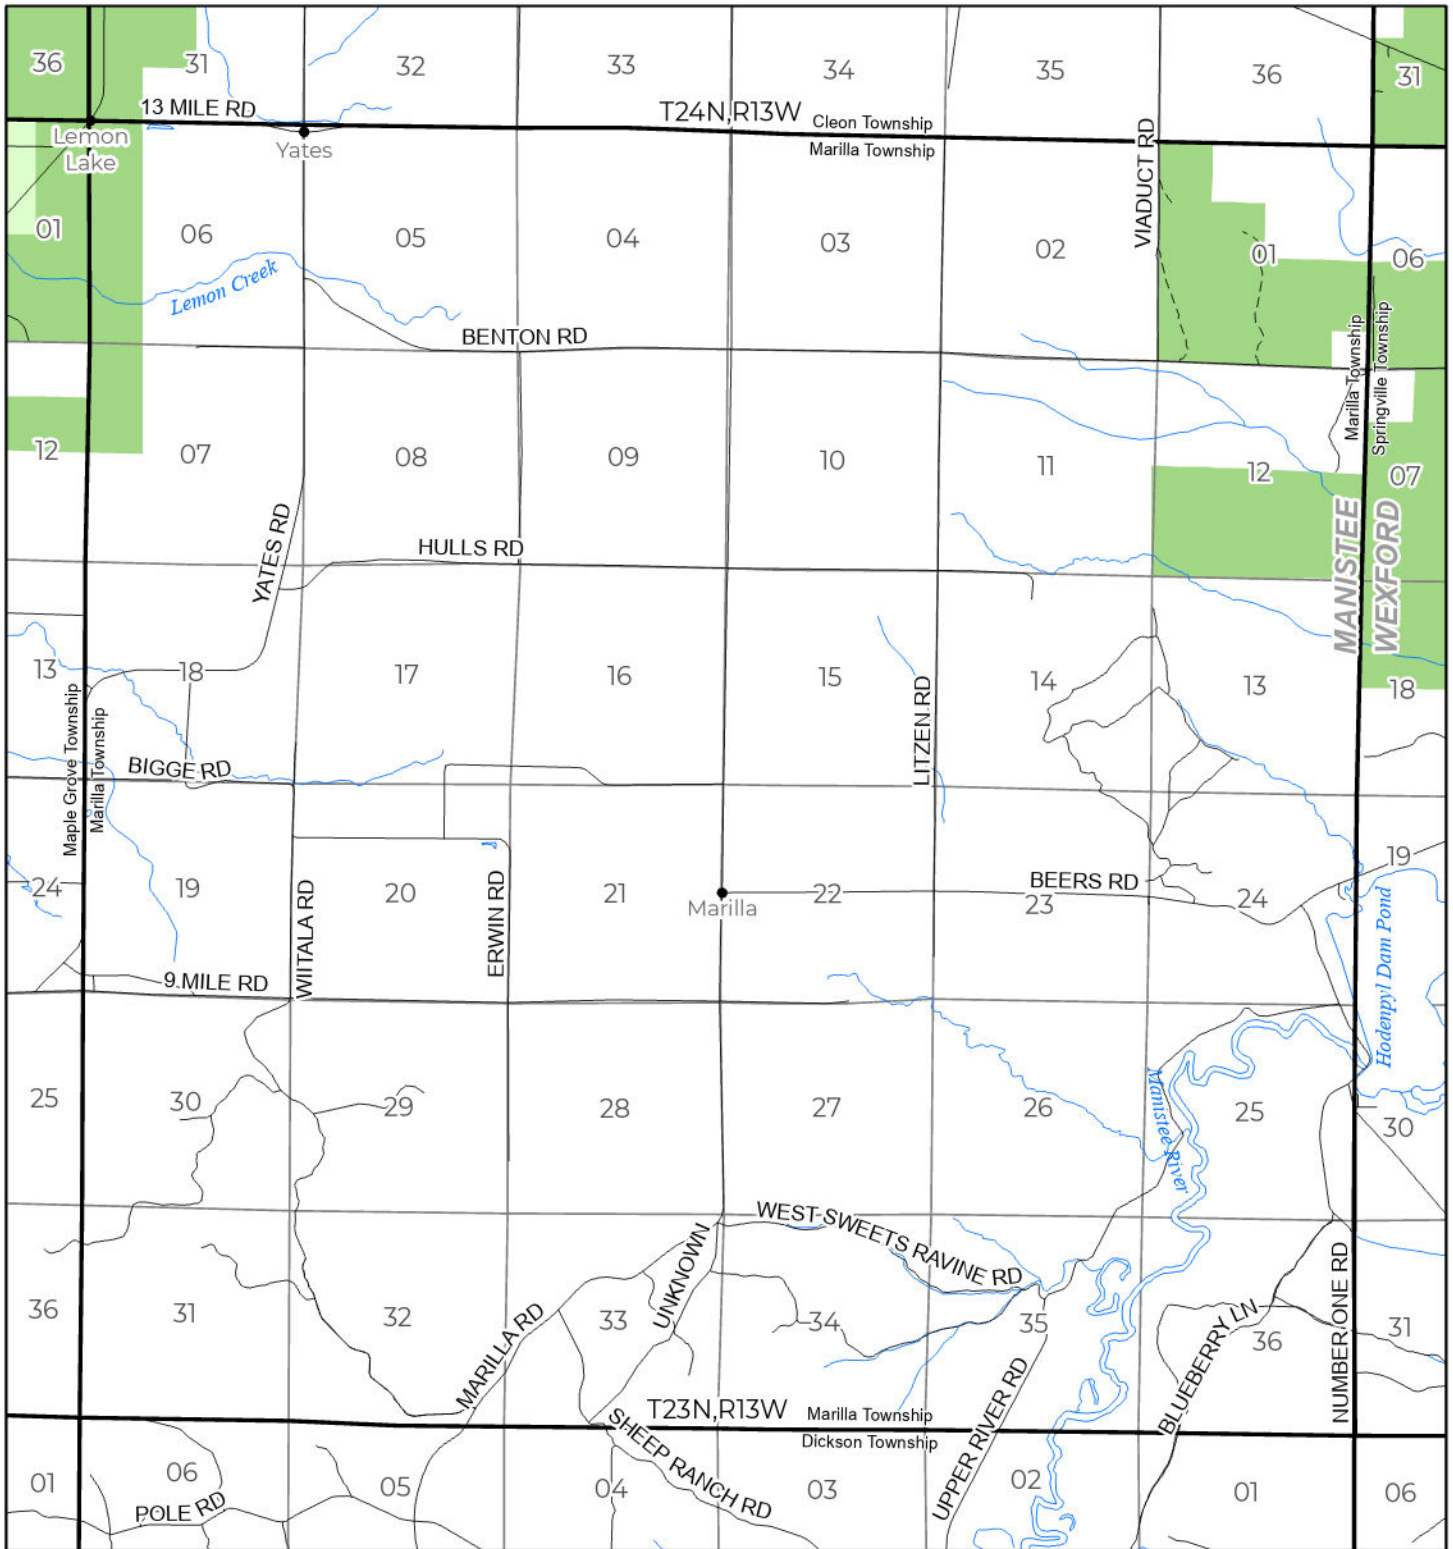 36
31
32
33
34
35
36
31
13 MILE RD
T24N,R13W
Cleon Township
Marilla Township
Lemon
Lake
Yates
VIADUCT RD
01
06
05
04
03
02
01
06
Lemon Creek
BENTON RD
Marilla Township
Springville Township
12
07
08
09
10
11
12
07
YATES RD
HULLS RD
MANISTEE
WEXFORD
13
18
17
16
15
14
13
18
Maple Grove Township
Marilla Township
LITZEN RD
BIGGE RD
24
19
20
21
22
23
24
19
WIITALA RD
ERWIN RD
Marilla
BEERS RD
Hodenpyl Dam Pond
9 MILE RD
25
30
29
28
27
26
25
30
Manistee River
WEST SWEETS RAVINE RD
UNKNOWN
NUMBER ONE RD
36
31
32
33
34
35
36
31
MARILLA RD
UPPER RIVER RD
BLUEBERRY LN
T23N,R13W
Marilla Township
Dickson Township
SHEEP RANCH RD
01
06
05
04
03
02
01
06
POLE RD